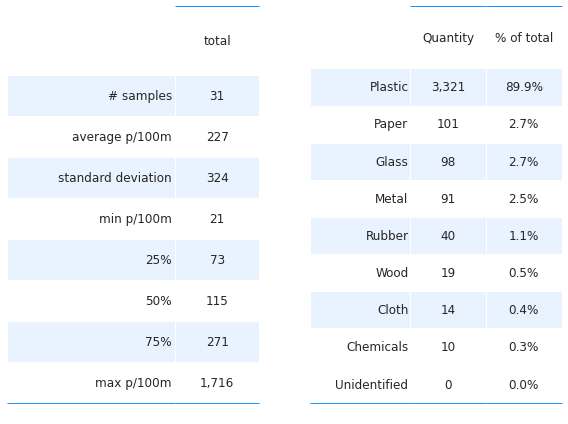 total
# samples 31
average p/100m 227
standard deviation 324
min p/100m 21
25% 73
50% 115
75% 271
max p/100m 1,716
Quantity % of total
Plastic 3,321 89.9%
Paper 101 2.7%
Glass 98 2.7%
Metal 91 2.5%
Rubber 40 1.1%
Wood 19 0.5%
Cloth 14 0.4%
Chemicals 10 0.3%
Unidentified 0 0.0%